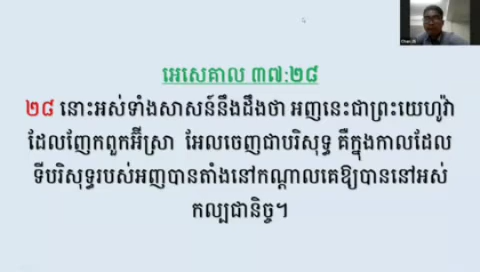 អេសេគាល ៣៧:២៨
២៨ នោះអស់ទាំងសាសន៍នឹងដឹងថា អញនេះជាព្រះយេហូវ៉ា
ដែលញែកពួកអ៊ីស្រា អែលចេញជាបរិសុទ្ធ គឺក្នុងកាលដែល
ទីបរិសុទ្ធរបស់អញបានតាំងនៅកណ្តាលគេឱ្យបាននៅអស់
កល្បជានិច្ច។